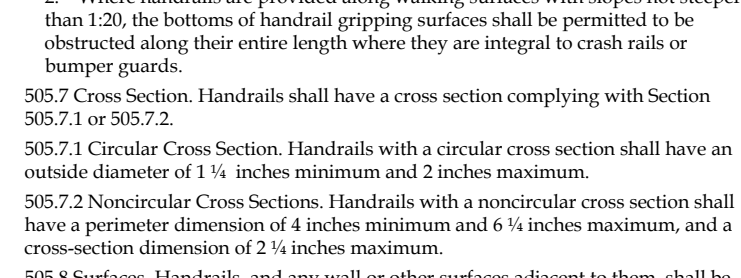 2. Where handrails are provided along walking surfaces with slopes not steeper
than 1:20, the bottoms of handrail gripping surfaces shall be permitted to be
obstructed along their entire length where they are integral to crash rails or
bumper guards.
505.7 Cross Section. Handrails shall have a cross section complying with Section
505.7.1 or 505.7.2.
505.7.1 Circular Cross Section. Handrails with a circular cross section shall have an
outside diameter of 1 ¼ inches minimum and 2 inches maximum.
505.7.2 Noncircular Cross Sections. Handrails with a noncircular cross section shall
have a perimeter dimension of 4 inches minimum and 6 ¼ inches maximum, and a
cross-section dimension of 2 ¼ inches maximum.
505.8 Surfaces. Handrails, and any wall or other surfaces adjacent to them, shall be